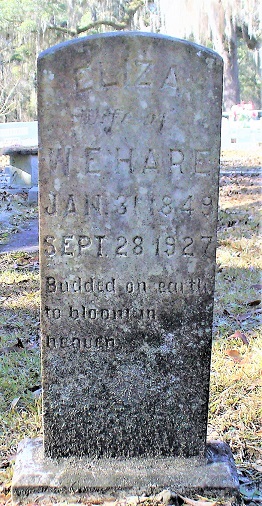 ELIZA
Wife of
W. E. HARE
JAN. 31 1849
SEPT. 28 1927
Budded on earth
to bloom in
heaven